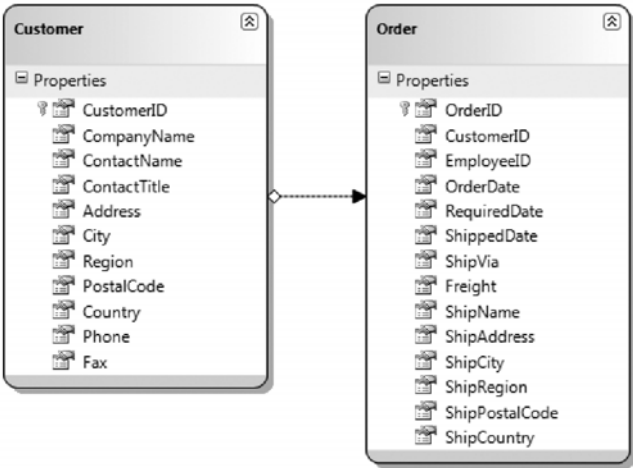 Customer
Properties
CustomerID
CompanyName
ContactName
ContactTitle
Address
City
Region
PostalCode
Country
Phone
Fax
Order
Properties
OrderID
CustomerID
EmployeeID
OrderDate
RequiredDate
ShippedDate
ShipVia
Freight
ShipName
ShipAddress
ShipCity
ShipRegion
ShipPostalCode
ShipCountry